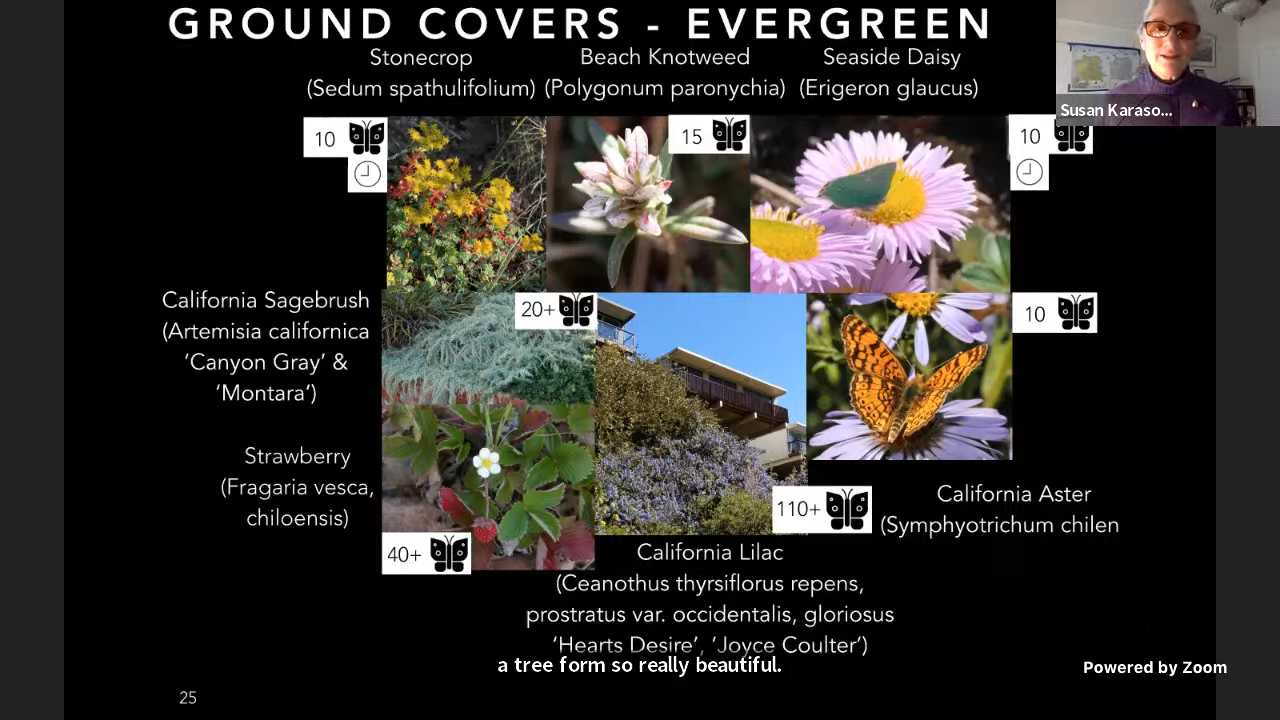 GROUND COVERS - EVERGREEN
Stonecrop
(Sedum spathulifolium)
Beach Knotweed
(Polygonum paronychia)
Seaside Daisy
(Erigeron glaucus)
Susan Karaso...
10
15
10
California Sagebrush
(Artemisia californica
‘Canyon Gray’ &
‘Montara’)
20+
10
Strawberry
(Fragaria vesca,
chiloensis)
40+
110+
California Aster
(Symphyotrichum chilen
California Lilac
(Ceanothus thyrsiflorus repens,
prostratus var. occidentalis, gloriosus
‘Hearts Desire’, ‘Joyce Coulter’)
a tree form so really beautiful.
Powered by Zoom
25